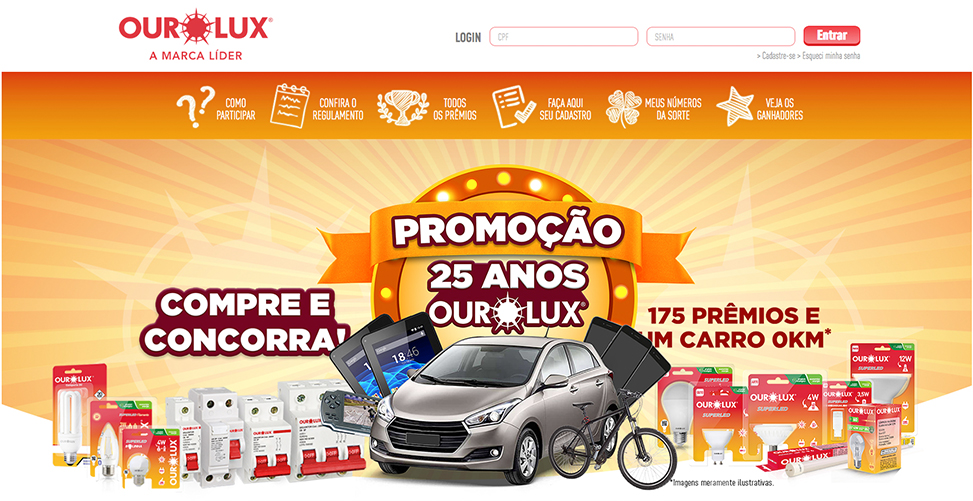 OUROLUX®
A MARCA LÍDER
LOGIN
CPF
SENHA
Entrar
> Cadastre-se > Esqueci minha senha
COMO
PARTICIPAR
CONFIRA O
REGULAMENTO
TODOS
OS PRÊMIOS
FAÇA AQUI
SEU CADASTRO
MEUS NÚMEROS
DA SORTE
VEJA OS
GANHADORES
PROMOÇÃO
25 ANOS
OUROLUX®
COMPRE E
CONCORRA!
175 PRÊMIOS E
UM CARRO 0KM*
18 46
OUROLUX
OUROLUX
SUPERLED
4W
OUROLUX
OUROLUX
OUROLUX
OUROLUX
SUPERLED
OUROLUX
SUPERLED
4W
OUROLUX
3,5W
OUROLUX
12W
OUROLUX
*Imagens meramente ilustrativas.